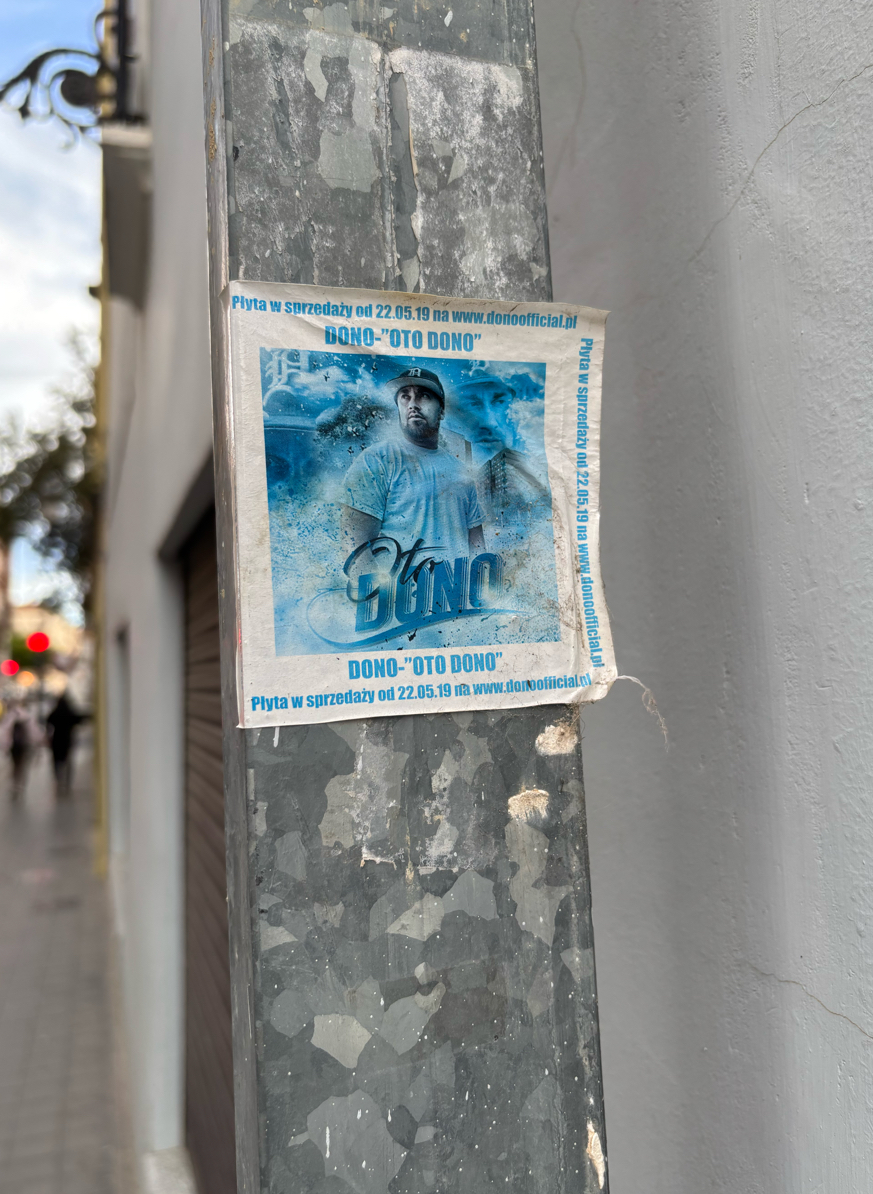 Płyta w sprzedaży od 22.05.19 na www.donoofficial.pl
DONO-"OTO DONO"
Płyta w sprzedaży od 22.05.19 na www.donoofficial.pl
Oto
DONO
DONO-"OTO DONO"
Płyta w sprzedaży od 22.05.19 na www.donoofficial.pl